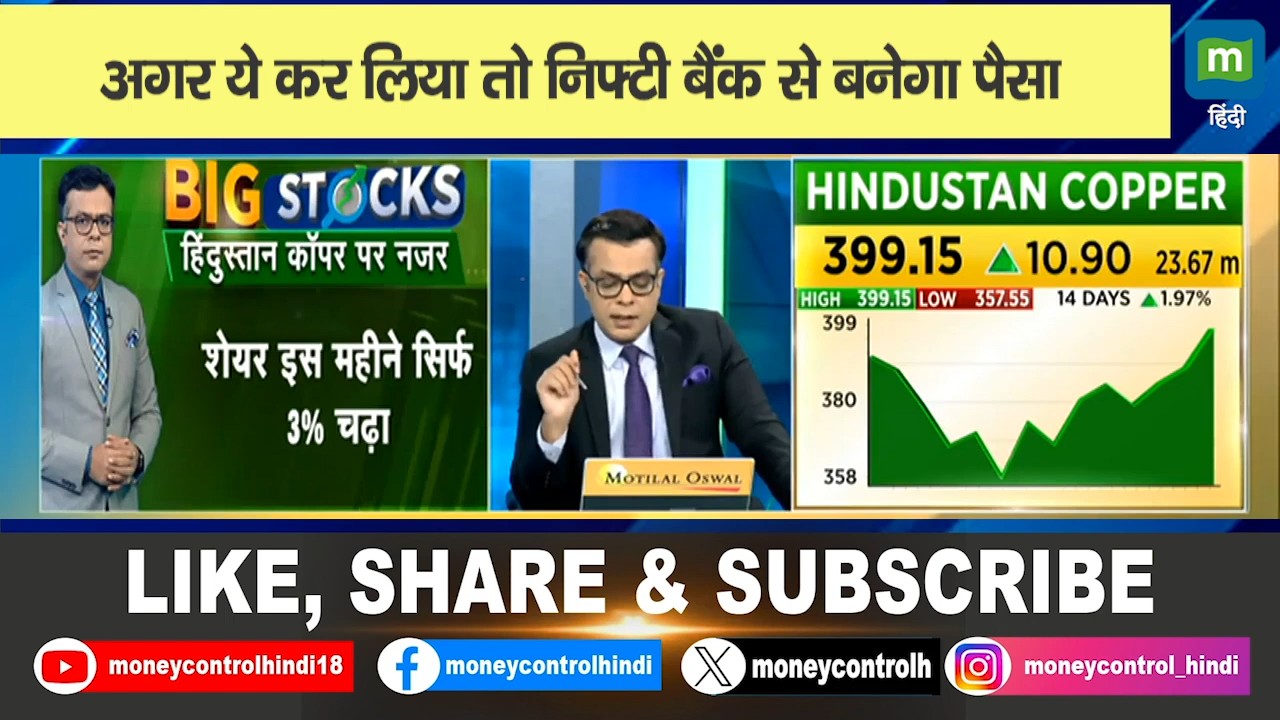 अगर ये कर लिया तो निफ्टी बैंक से बनेगा पैसा
m
हिंदी
BIG STOCKS
हिंदुस्तान कॉपर पर नजर
शेयर इस महीने सिर्फ
3% चढ़ा
MOTILAL OSWAL
HINDUSTAN COPPER
399.15 ▲10.90 23.67 m
HIGH 399.15 LOW 357.55 14 DAYS ▲1.97%
399
380
358
LIKE, SHARE & SUBSCRIBE
moneycontrolhindi18 moneycontrolhindi moneycontrolh moneycontrol_hindi